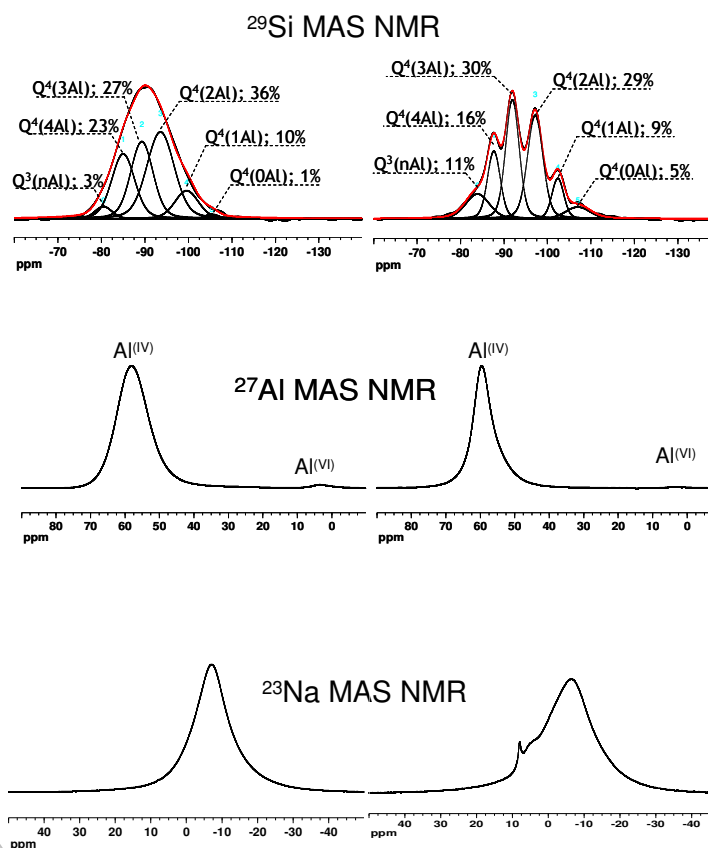 ²⁹Si MAS NMR
Q⁴(3Al); 27%
Q⁴(2Al); 36%
Q⁴(4Al); 23%
Q⁴(1Al); 10%
Q³(nAl); 3%
Q⁴(0Al); 1%
2
-70 -80 -90 -100 -110 -120 -130
ppm
Q⁴(3Al); 30%
Q⁴(2Al); 29%
Q⁴(4Al); 16%
Q⁴(1Al); 9%
Q³(nAl); 11%
Q⁴(0Al); 5%
3
-70 -80 -90 -100 -110 -120 -130
ppm
²⁷Al MAS NMR
Al(IV)
Al(VI)
80 70 60 50 40 30 20 10 0
ppm
Al(IV)
Al(VI)
80 70 60 50 40 30 20 10 0
ppm
²³Na MAS NMR
40 30 20 10 0 -10 -20 -30 -40
ppm
40 30 20 10 0 -10 -20 -30 -40
ppm